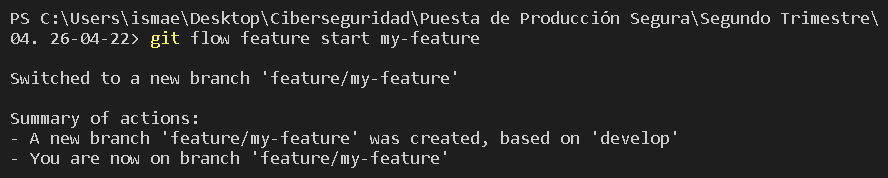 PS C:\Users\ismae\Desktop\Ciberseguridad\Puesta de Producción Segura\Segundo Trimestre\
04. 26-04-22> git flow feature start my-feature
Switched to a new branch 'feature/my-feature'
Summary of actions:
- A new branch 'feature/my-feature' was created, based on 'develop'
- You are now on branch 'feature/my-feature'